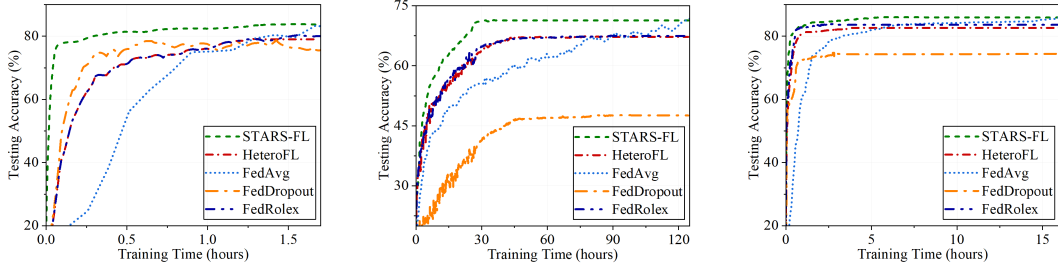 Testing Accuracy (%)
80
60
40
20
0.0
0.5
1.0
1.5
Training Time (hours)
STARS-FL
HeteroFL
FedAvg
FedDropout
FedRolex
Testing Accuracy (%)
75
60
45
30
0
30
60
90
120
Training Time (hours)
STARS-FL
HeteroFL
FedAvg
FedDropout
FedRolex
Testing Accuracy (%)
80
60
40
20
0
5
10
15
Training Time (hours)
STARS-FL
HeteroFL
FedAvg
FedDropout
FedRolex